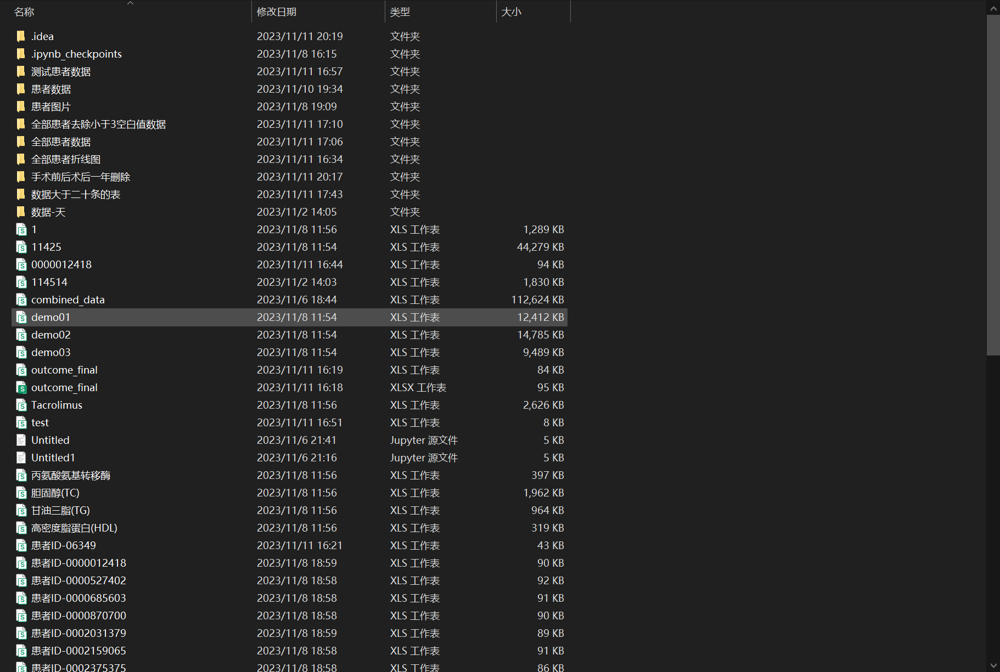 名称 修改日期 类型 大小
.idea 2023/11/11 20:19 文件夹
.ipynb_checkpoints 2023/11/8 16:15 文件夹
测试患者数据 2023/11/11 16:57 文件夹
患者数据 2023/11/10 19:34 文件夹
患者图片 2023/11/8 19:09 文件夹
全部患者去除小于3空白值数据 2023/11/11 17:10 文件夹
全部患者数据 2023/11/11 17:06 文件夹
全部患者折线图 2023/11/11 16:34 文件夹
手术前后术后一年删除 2023/11/11 20:17 文件夹
数据大于二十条的表 2023/11/11 17:43 文件夹
数据-天 2023/11/2 14:05 文件夹
1 2023/11/8 11:56 XLS 工作表 1,289 KB
11425 2023/11/8 11:54 XLS 工作表 44,279 KB
0000012418 2023/11/11 16:44 XLS 工作表 94 KB
114514 2023/11/2 14:03 XLS 工作表 1,830 KB
combined_data 2023/11/6 18:44 XLS 工作表 112,624 KB
demo01 2023/11/8 11:54 XLS 工作表 12,412 KB
demo02 2023/11/8 11:54 XLS 工作表 14,785 KB
demo03 2023/11/8 11:54 XLS 工作表 9,489 KB
outcome_final 2023/11/11 16:19 XLS 工作表 84 KB
outcome_final 2023/11/11 16:18 XLSX 工作表 95 KB
Tacrolimus 2023/11/8 11:56 XLS 工作表 2,626 KB
test 2023/11/11 16:51 XLS 工作表 8 KB
Untitled 2023/11/6 21:41 Jupyter 源文件 5 KB
Untitled1 2023/11/6 21:16 Jupyter 源文件 5 KB
丙氨酸氨基转移酶 2023/11/8 11:56 XLS 工作表 397 KB
胆固醇(TC) 2023/11/8 11:56 XLS 工作表 1,962 KB
甘油三脂(TG) 2023/11/8 11:56 XLS 工作表 964 KB
高密度脂蛋白(HDL) 2023/11/8 11:56 XLS 工作表 319 KB
患者ID-06349 2023/11/11 16:21 XLS 工作表 43 KB
患者ID-0000012418 2023/11/8 18:59 XLS 工作表 90 KB
患者ID-0000527402 2023/11/8 18:58 XLS 工作表 92 KB
患者ID-0000685603 2023/11/8 18:58 XLS 工作表 91 KB
患者ID-0000870700 2023/11/8 18:58 XLS 工作表 90 KB
患者ID-0002031379 2023/11/8 18:59 XLS 工作表 89 KB
患者ID-0002159065 2023/11/8 18:58 XLS 工作表 91 KB
患者ID-0002375375 2023/11/8 18:58 XLS 工作表 86 KB